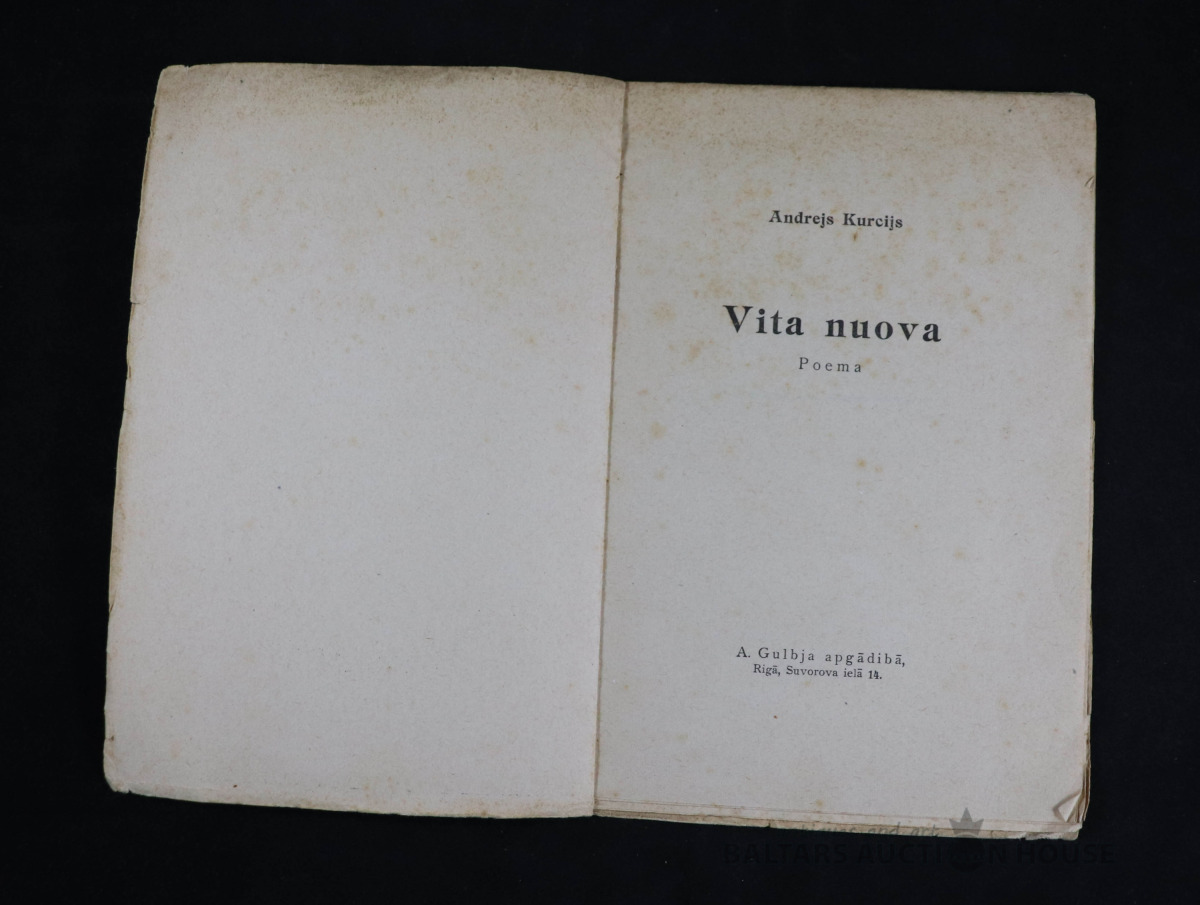 Andrejs Kurcijs
Vita nuova
Poema
A. Gulbja apgādibā,
Rigā, Suvorova ielā 14.
BALTARS AUCTION HOUSE